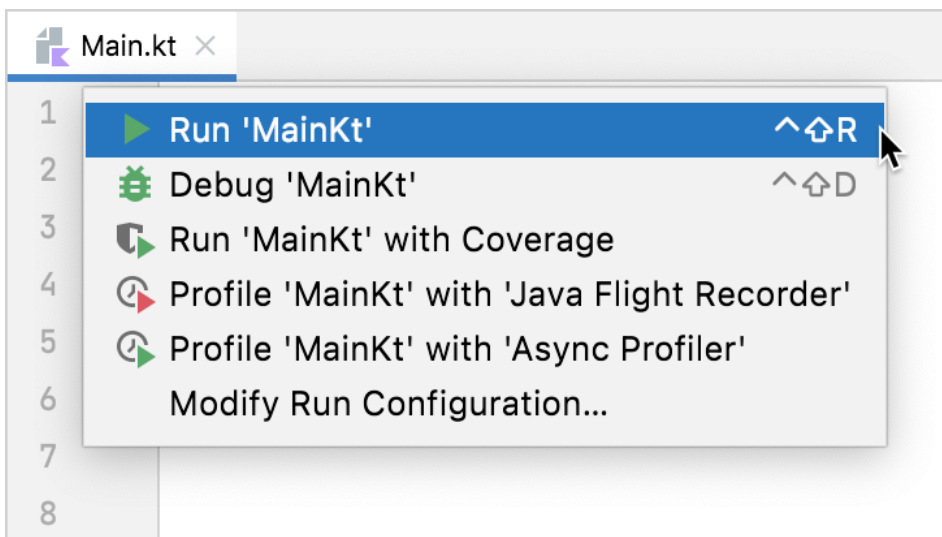 Main.kt
1
Run 'MainKt' ^⇧R
2
Debug 'MainKt' ^⇧D
3
Run 'MainKt' with Coverage
4
Profile 'MainKt' with 'Java Flight Recorder'
5
Profile 'MainKt' with 'Async Profiler'
6
Modify Run Configuration...
7
8